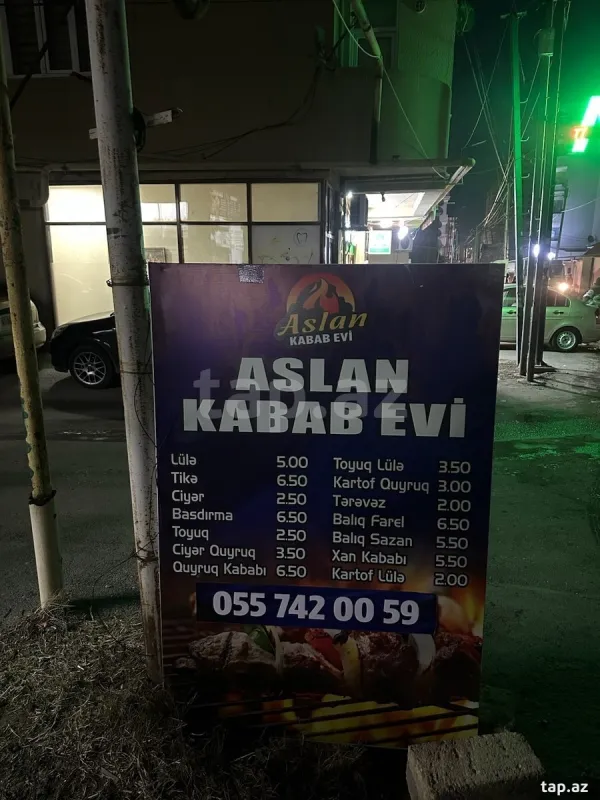 Aslan
KABAB EVİ
ASLAN
KABAB EVİ
tap.az
Lülə 5.00
Tikə 6.50
Ciyər 2.50
Basdırma 6.50
Toyuq 2.50
Ciyər Quyruq 3.50
Quyruq Kababı 6.50
Toyuq Lülə 3.50
Kartof Quyruq 3.00
Tərəvəz 2.00
Balıq Farel 6.50
Balıq Sazan 5.50
Xan Kababı 5.50
Kartof Lülə 2.00
055 742 00 59
tap.az